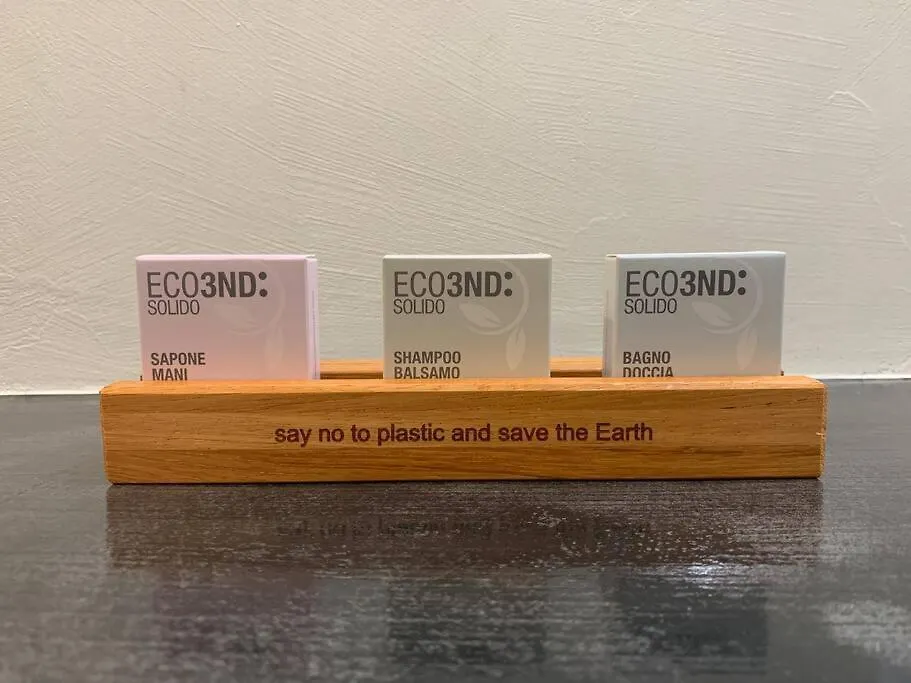 ECO3ND:
SOLIDO
SAPONE
MANI
ECO3ND:
SOLIDO
SHAMPOO
BALSAMO
ECO3ND:
SOLIDO
BAGNO
DOCCIA
say no to plastic and save the Earth